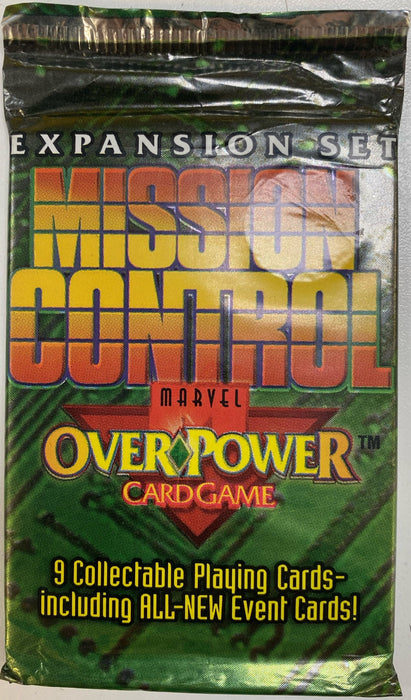 EXPANSION SET
MISSION
CONTROL
MARVEL
OVERPOWER™
CARD GAME
9 Collectable Playing Cards-
including ALL-NEW Event Cards!